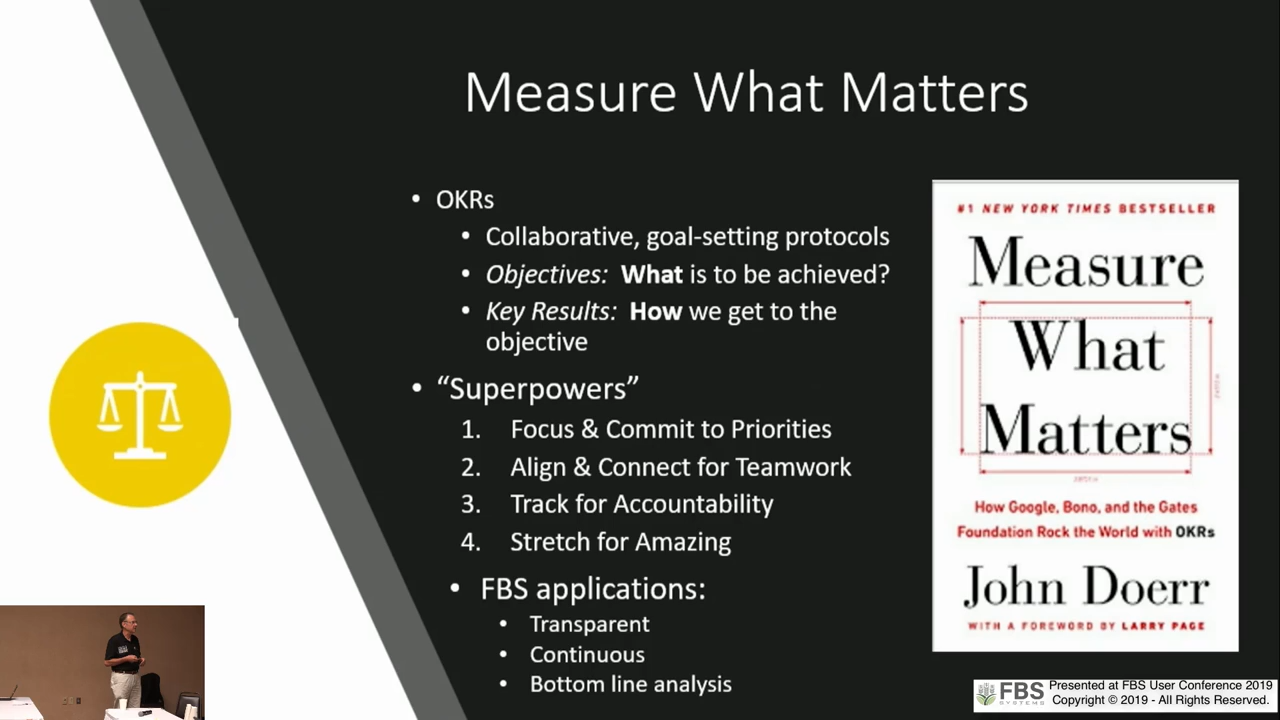 Measure What Matters
• OKRs
• Collaborative, goal-setting protocols
• Objectives: What is to be achieved?
• Key Results: How we get to the
objective
• “Superpowers”
1. Focus & Commit to Priorities
2. Align & Connect for Teamwork
3. Track for Accountability
4. Stretch for Amazing
• FBS applications:
• Transparent
• Continuous
• Bottom line analysis
#1 NEW YORK TIMES BESTSELLER
Measure
What
Matters
How Google, Bono, and the Gates
Foundation Rock the World with OKRs
John Doerr
WITH A FOREWORD BY LARRY PAGE
FBS
SYSTEMS
Presented at FBS User Conference 2019
Copyright © 2019 - All Rights Reserved.